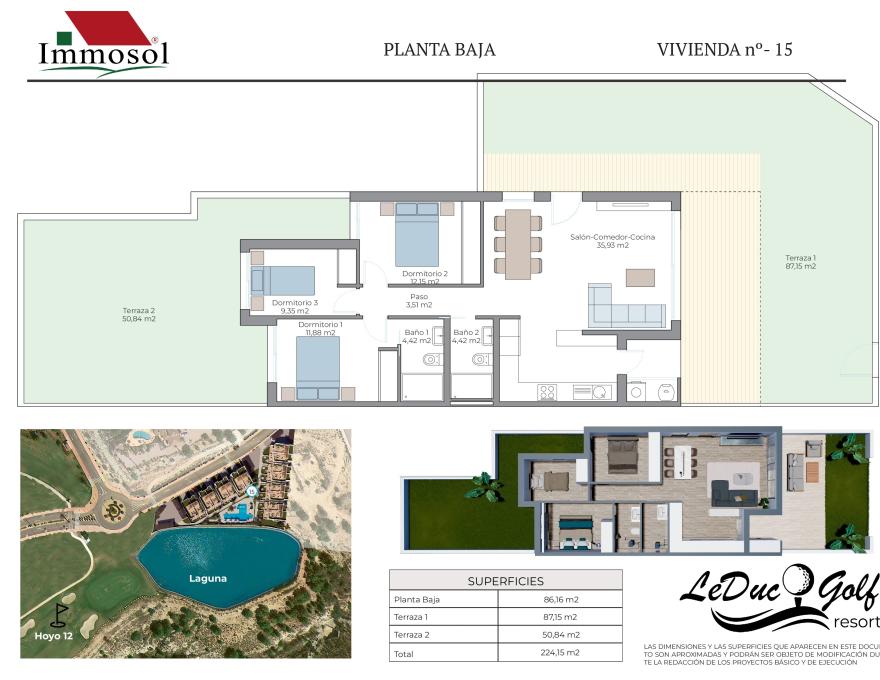 Immosol
PLANTA BAJA
VIVIENDA nº- 15
Salón-Comedor-Cocina
35,93 m2
Terraza 1
87,15 m2
Dormitorio 2
12,15 m2
Dormitorio 3
9,35 m2
Paso
3,51 m2
Terraza 2
50,84 m2
Dormitorio 1
11,88 m2
Baño 1
4,42 m2
Baño 2
4,42 m2
15
Laguna
Hoyo 12
SUPERFICIES
Planta Baja 86,16 m2
Terraza 1 87,15 m2
Terraza 2 50,84 m2
Total 224,15 m2
LeDuc Golf
resort
LAS DIMENSIONES Y LAS SUPERFICIES QUE APARECEN EN ESTE DOCU
TO SON APROXIMADAS Y PODRÁN SER OBJETO DE MODIFICACIÓN DU
TE LA REDACCIÓN DE LOS PROYECTOS BÁSICO Y DE EJECUCIÓN